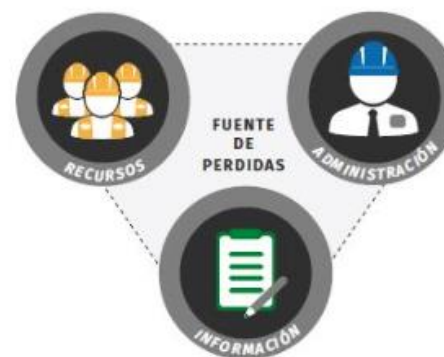 FUENTE
DE
PERDIDAS
RECURSOS
ADMINISTRACIÓN
INFORMACIÓN